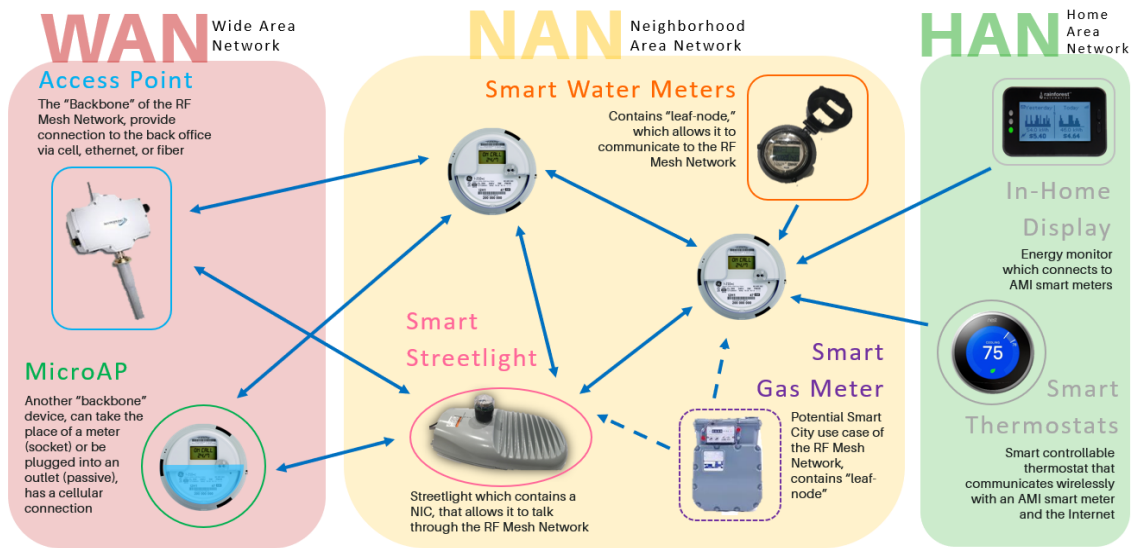 WAN
Wide Area
Network
Access Point
The “Backbone” of the RF
Mesh Network, provide
connection to the back office
via cell, ethernet, or fiber
MicroAP
Another “backbone”
device, can take the
place of a meter
(socket) or be
plugged into an
outlet (passive),
has a cellular
connection
NAN
Neighborhood
Area Network
Smart Water Meters
Contains “leaf-node,”
which allows it to
communicate to the RF
Mesh Network
Smart
Streetlight
Streetlight which contains a
NIC, that allows it to talk
through the RF Mesh Network
Smart
Gas Meter
Potential Smart
City use case of
the RF Mesh
Network,
contains “leaf-
node”
HAN
Home
Area
Network
rainforest
Yesterday
Today
In-Home
Display
Energy monitor
which connects to
AMI smart meters
75
Smart
Thermostats
Smart controllable
thermostat that
communicates wirelessly
with an AMI smart meter
and the Internet